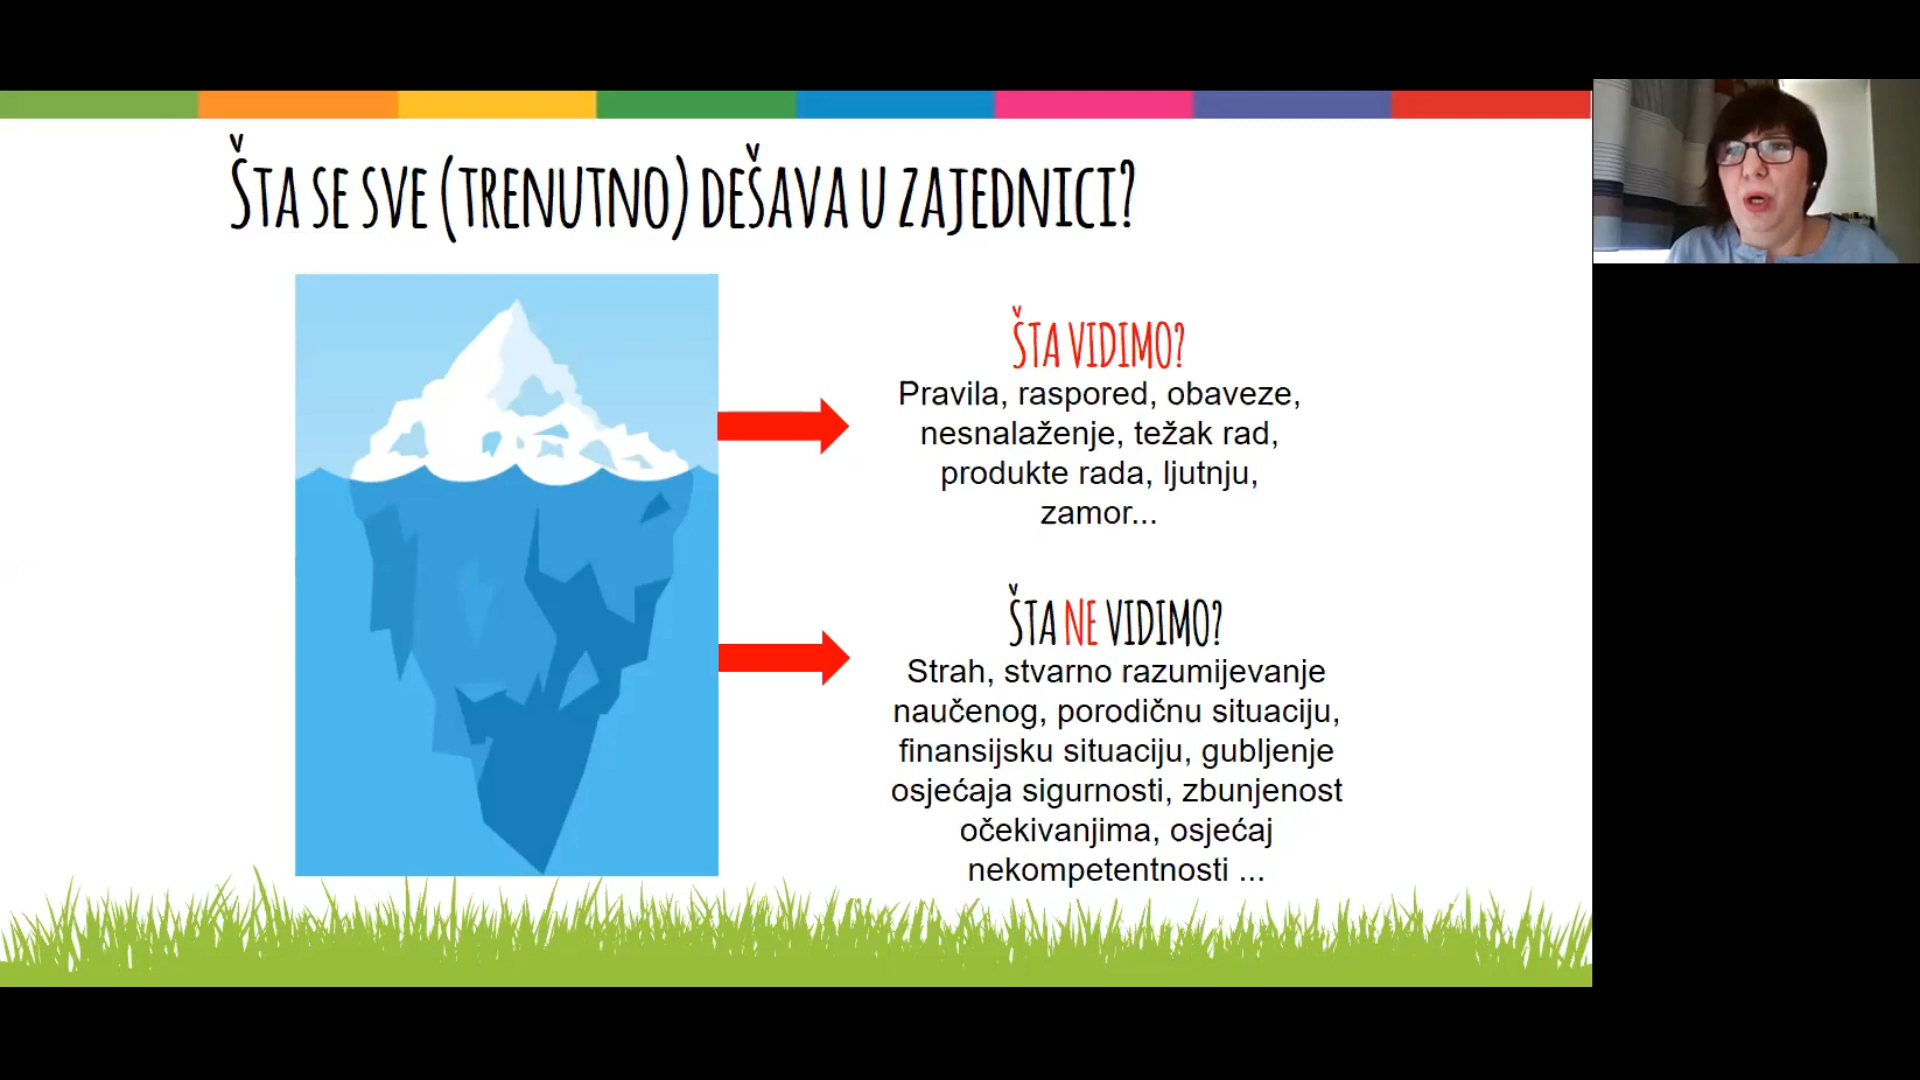 ŠTA SE SVE (TRENUTNO) DEŠAVA U ZAJEDNICI?
ŠTA VIDIMO?
Pravila, raspored, obaveze,
nesnalaženje, težak rad,
produkte rada, ljutnju,
zamor...
ŠTA NE VIDIMO?
Strah, stvarno razumijevanje
naučenog, porodičnu situaciju,
finansijsku situaciju, gubljenje
osjećaja sigurnosti, zbunjenost
očekivanjima, osjećaj
nekompetentnosti ...